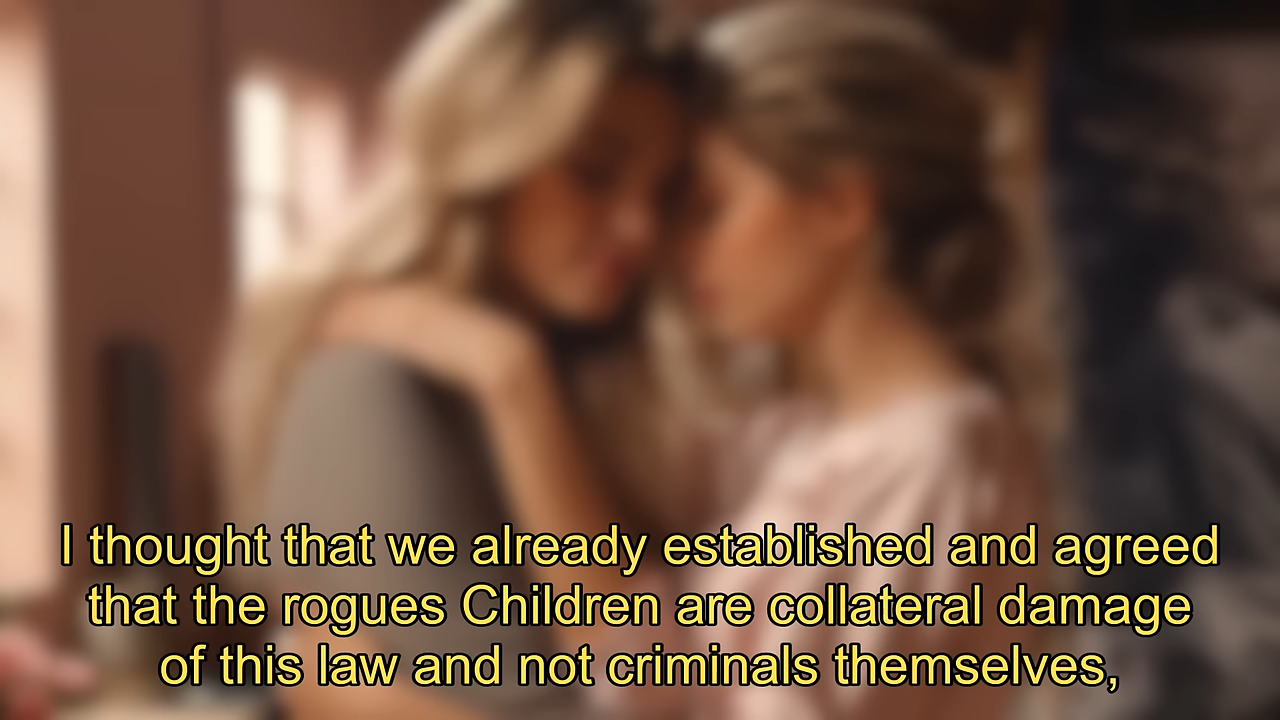 I thought that we already established and agreed
that the rogues Children are collateral damage
of this law and not criminals themselves,